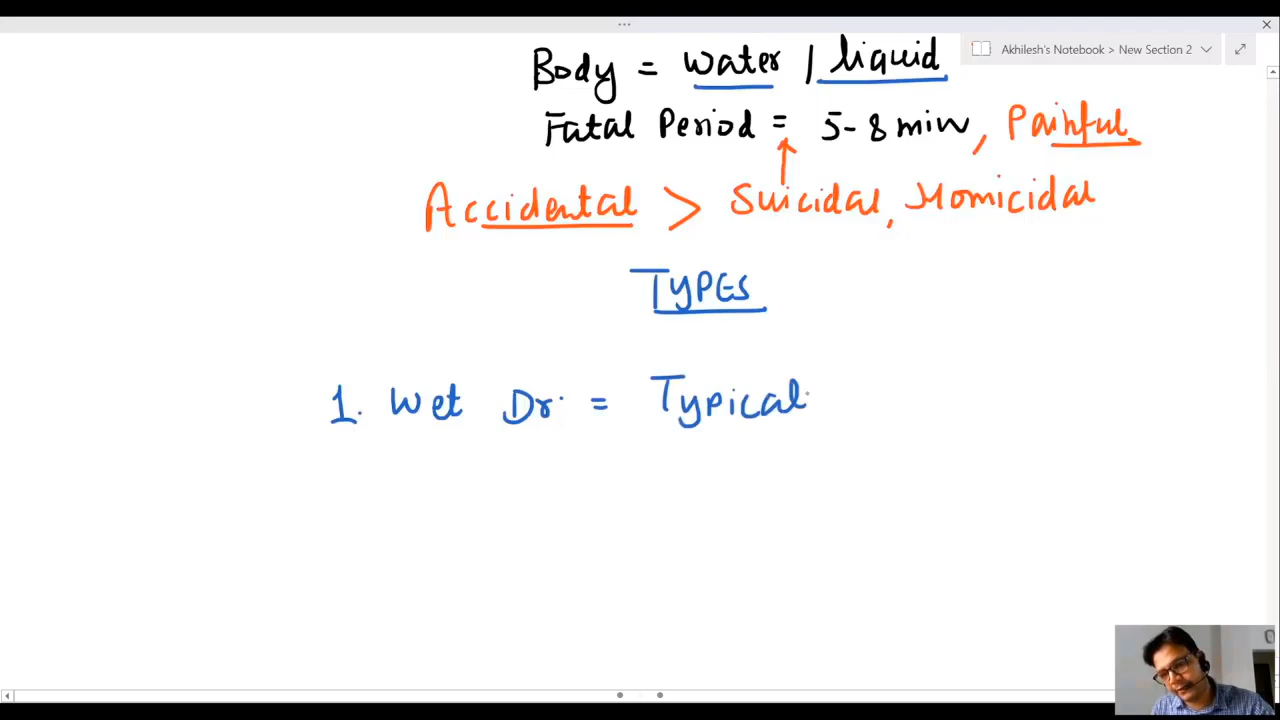 Akhilesh's Notebook > New Section 2
Body = water / liquid
Fatal Period = 5-8 min, Painful
Accidental > Suicidal, Homicidal
TYPES
1. Wet Dr. = Typical